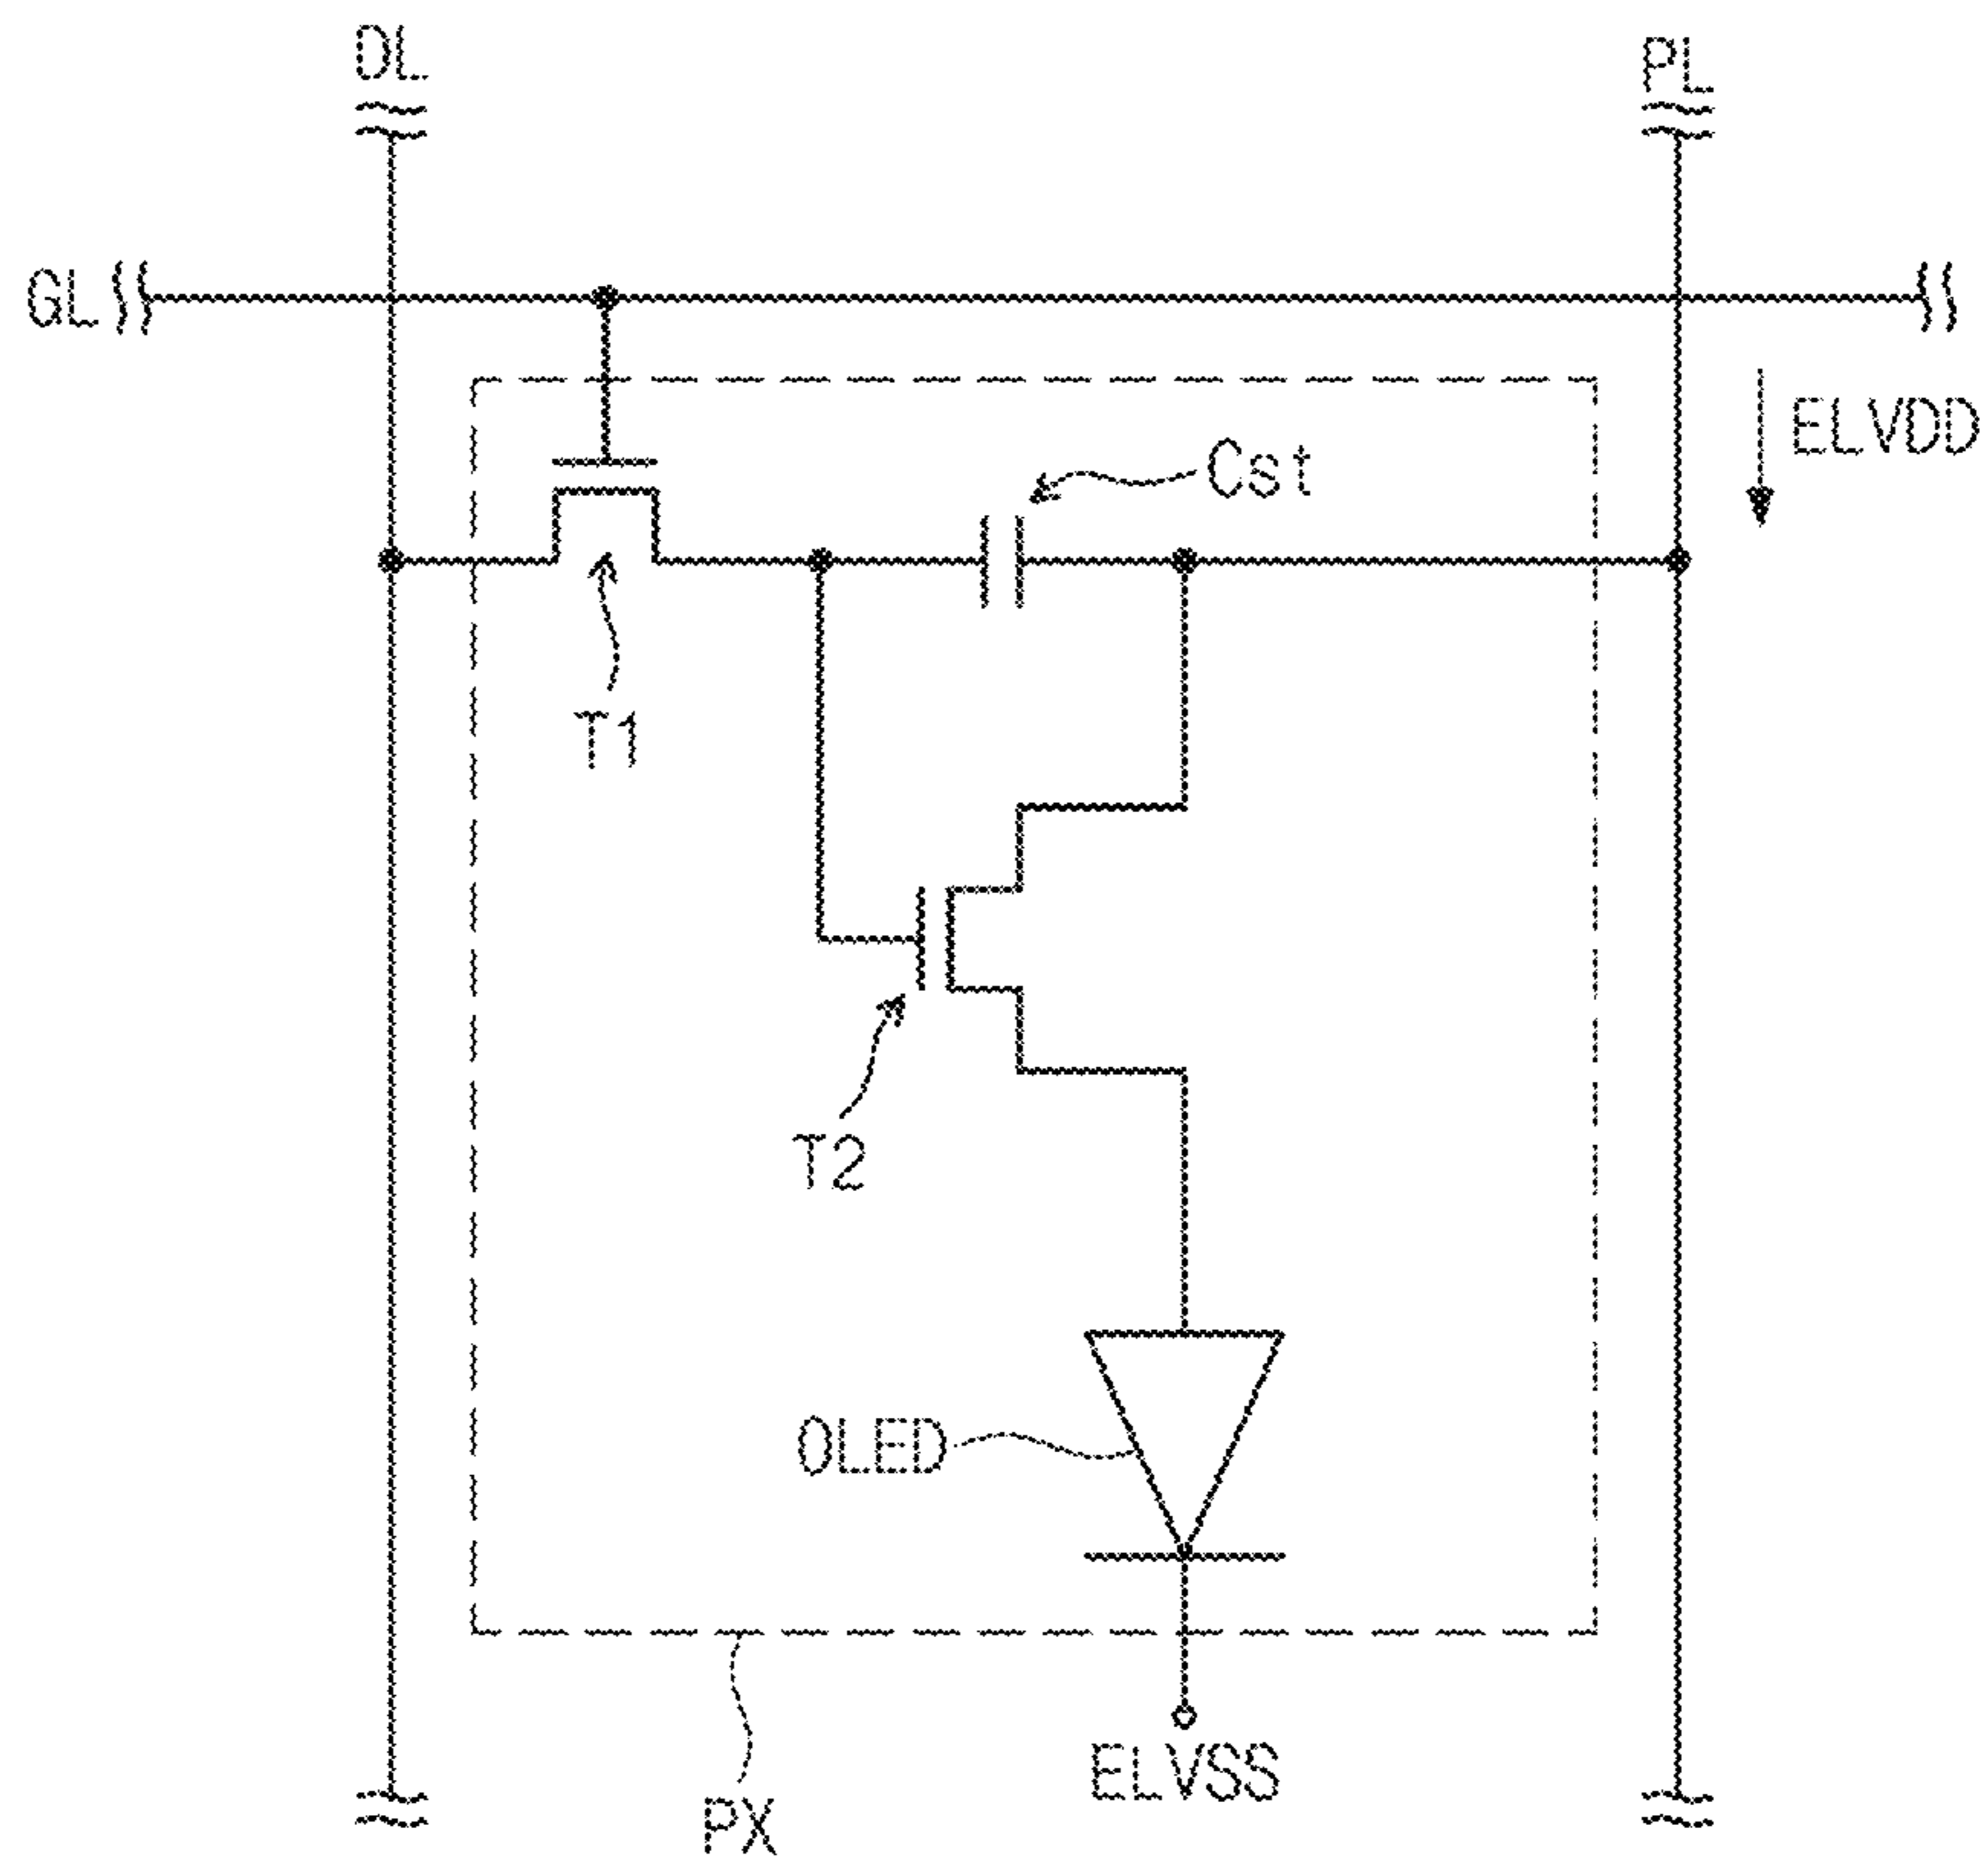 DL
PL
GL
ELVDD
Cst
T1
T2
OLED
ELVSS
PX